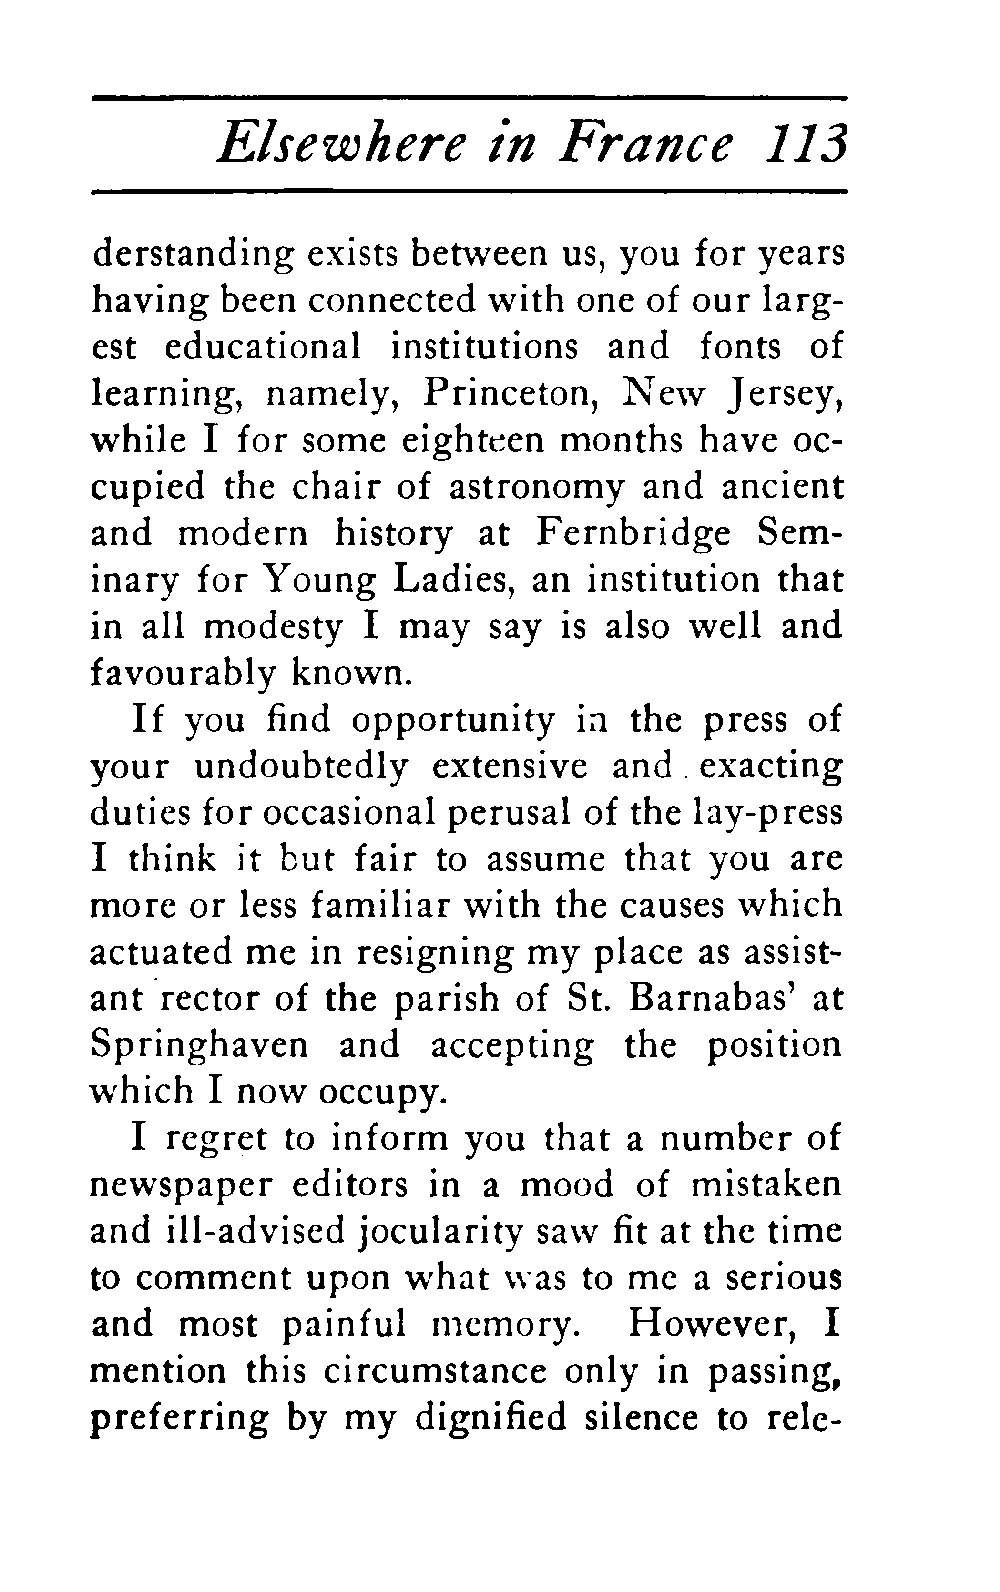 Elsewhere in France 113
derstanding exists between us, you for years
having been connected with one of our larg-
est educational institutions and fonts of
learning, namely, Princeton, New Jersey,
while I for some eighteen months have oc-
cupied the chair of astronomy and ancient
and modern history at Fernbridge Sem-
inary for Young Ladies, an institution that
in all modesty I may say is also well and
favourably known.
If you find opportunity in the press of
your undoubtedly extensive and exacting
duties for occasional perusal of the lay-press
I think it but fair to assume that you are
more or less familiar with the causes which
actuated me in resigning my place as assist-
ant rector of the parish of St. Barnabas' at
Springhaven and accepting the position
which I now occupy.
I regret to inform you that a number of
newspaper editors in a mood of mistaken
and ill-advised jocularity saw fit at the time
to comment upon what was to me a serious
and most painful memory. However, I
mention this circumstance only in passing,
preferring by my dignified silence to rele-